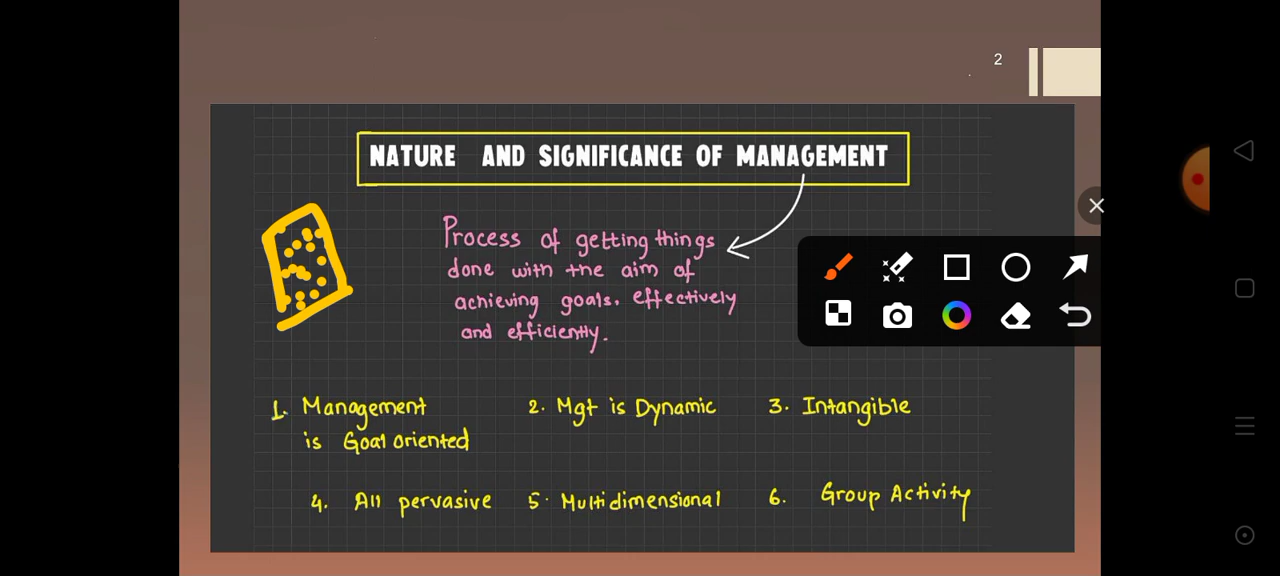 2
NATURE AND SIGNIFICANCE OF MANAGEMENT
Process of getting things
done with the aim of
achieving goals, effectively
and efficiently.
1. Management
is Goal oriented
2. Mgt is Dynamic
3. Intangible
4. All pervasive
5. Multidimensional
6. Group Activity